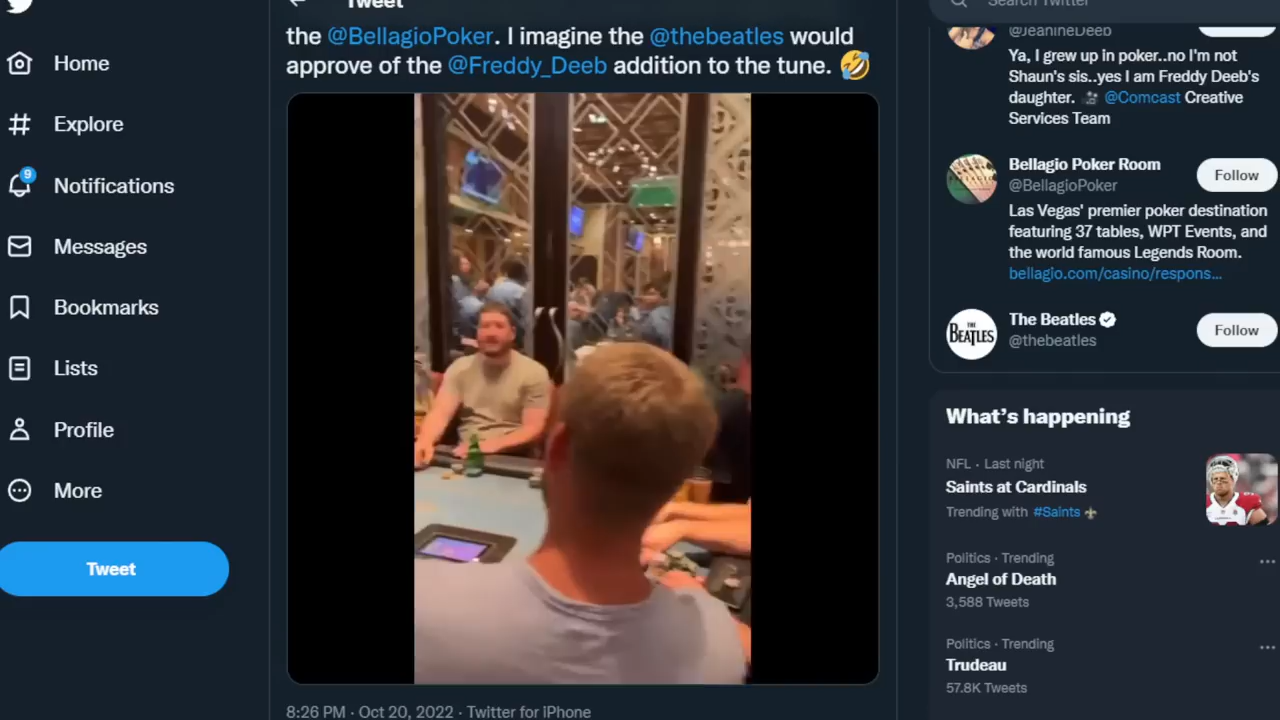 Tweet
Search Twitter
the @BellagioPoker. I imagine the @thebeatles would
approve of the @Freddy_Deeb addition to the tune. 🤣
Home
Explore
9
Notifications
Messages
Bookmarks
Lists
Profile
More
Tweet
8:26 PM · Oct 20, 2022 · Twitter for iPhone
@JeanineDeeb
Ya, I grew up in poker..no I'm not
Shaun's sis..yes I am Freddy Deeb's
daughter. 🎥 @Comcast Creative
Services Team
Bellagio Poker Room
@BellagioPoker
Follow
Las Vegas' premier poker destination
featuring 37 tables, WPT Events, and
the world famous Legends Room.
bellagio.com/casino/respons...
THE
BEATLES
The Beatles
@thebeatles
Follow
What's happening
NFL · Last night
Saints at Cardinals
Trending with #Saints ⚜️
Politics · Trending
Angel of Death
3,588 Tweets
Politics · Trending
Trudeau
57.8K Tweets